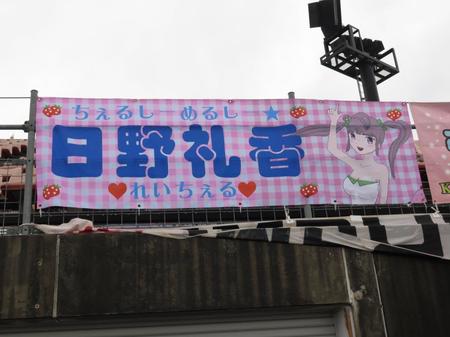 ちぇるし める し★
日野礼香
♥れいちぇる♥
K